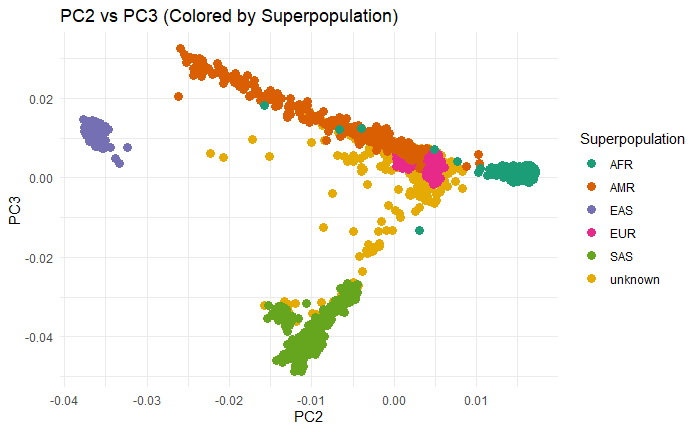 PC2 vs PC3 (Colored by Superpopulation)
PC3
0.02
0.00
-0.02
-0.04
-0.04
-0.03
-0.02
-0.01
0.00
0.01
PC2
Superpopulation
AFR
AMR
EAS
EUR
SAS
unknown